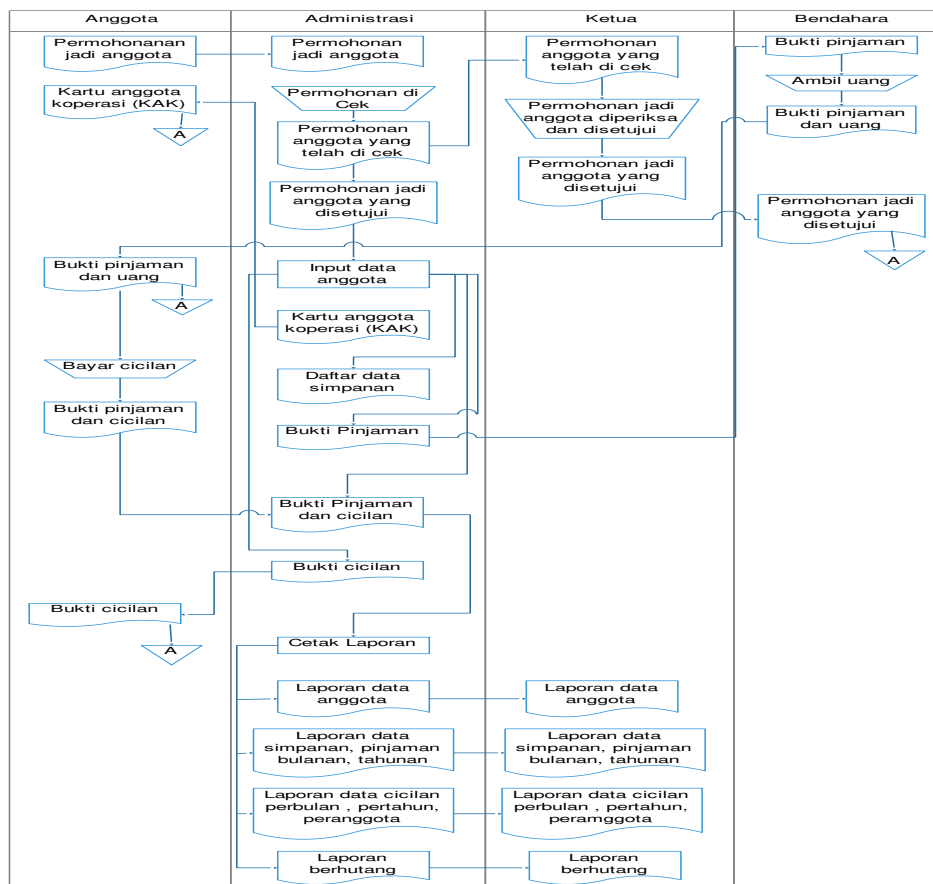 Anggota
Administrasi
Ketua
Bendahara
Permohonanan
jadi anggota
Permohonan
jadi anggota
Permohonan
anggota yang
telah di cek
Bukti pinjaman
Kartu anggota
koperasi (KAK)
A
Permohonan di
Cek
Permohonan jadi
anggota diperiksa
dan disetujui
Ambil uang
Bukti pinjaman
dan uang
Permohonan
anggota yang
telah di cek
Permohonan jadi
anggota yang
disetujui
Permohonan jadi
anggota yang
disetujui
Permohonan jadi
anggota yang
disetujui
A
Bukti pinjaman
dan uang
A
Input data
anggota
Kartu anggota
koperasi (KAK)
Bayar cicilan
Daftar data
simpanan
Bukti pinjaman
dan cicilan
Bukti Pinjaman
Bukti Pinjaman
dan cicilan
Bukti cicilan
Bukti cicilan
A
Cetak Laporan
Laporan data
anggota
Laporan data
anggota
Laporan data
simpanan, pinjaman
bulanan, tahunan
Laporan data
simpanan, pinjaman
bulanan, tahunan
Laporan data cicilan
perbulan , pertahun,
peranggota
Laporan data cicilan
perbulan , pertahun,
peramggota
Laporan
berhutang
Laporan
berhutang